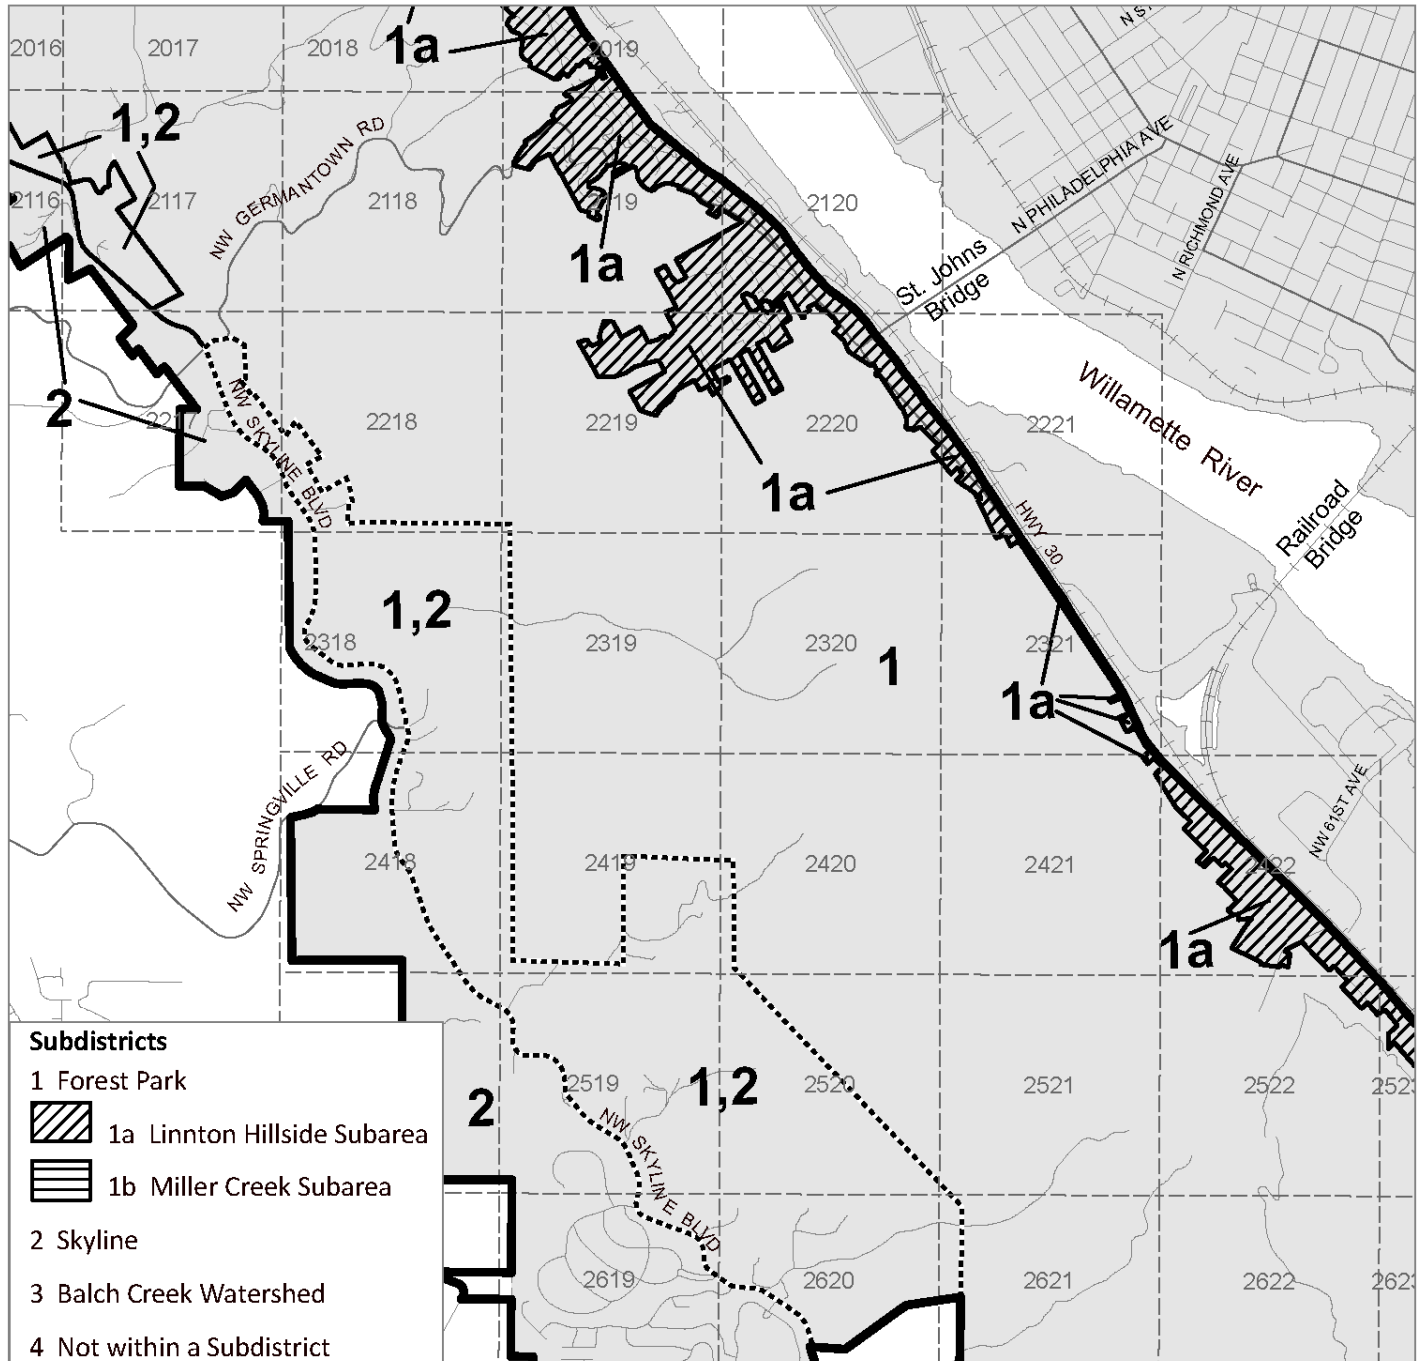 N ST
2016
2017
2018
1a
2019
1,2
NW GERMANTOWN RD
N PHILADELPHIA AVE
N RICHMOND AVE
2116
2117
2118
2119
2120
1a
St. Johns
Bridge
Willamette River
2
2217
NW SKYLINE BLVD
2218
2219
2220
2221
1a
HWY 30
Railroad
Bridge
1,2
2318
2319
2320
1
2321
1a
NW SPRINGVILLE RD
NW 61ST AVE
2418
2419
2420
2421
2422
1a
2
2519
1,2
2520
2521
2522
2523
NW SKYLINE BLVD
2619
2620
2621
2622
2623
Subdistricts
1 Forest Park
1a Linnton Hillside Subarea
1b Miller Creek Subarea
2 Skyline
3 Balch Creek Watershed
4 Not within a Subdistrict